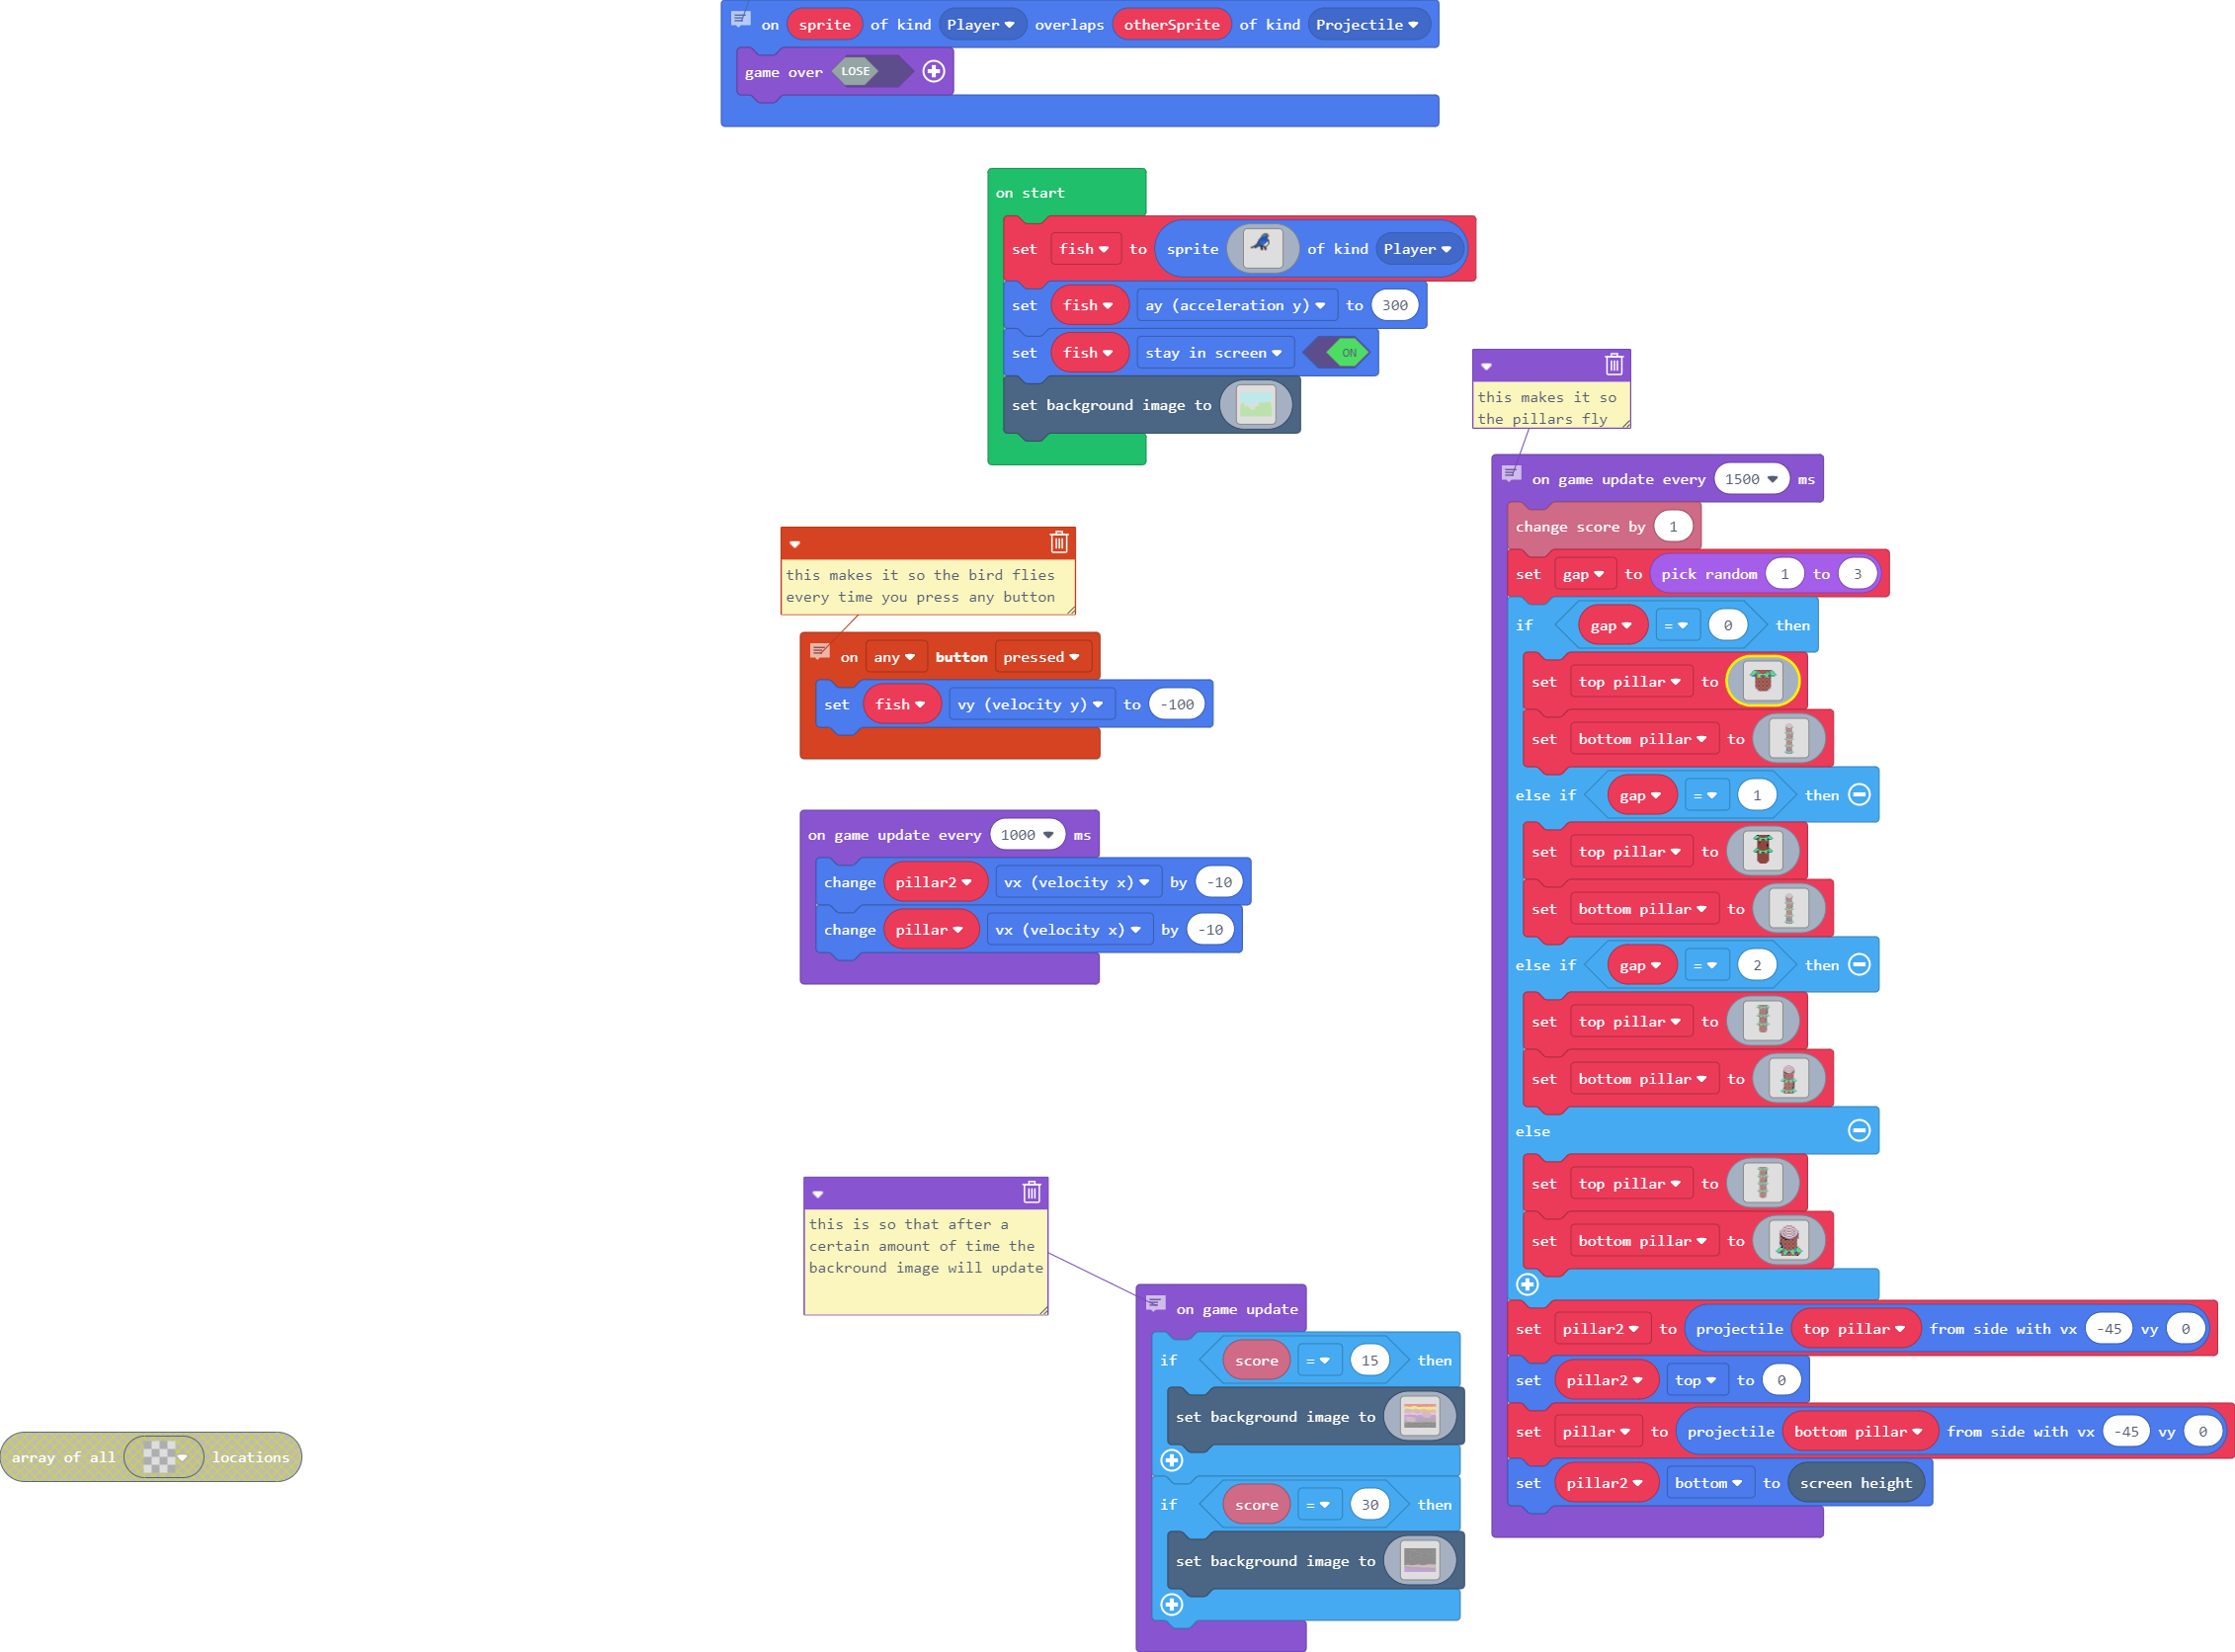 on sprite of kind Player overlaps otherSprite of kind Projectile
game over LOSE
on start
set fish to sprite of kind Player
set fish ay (acceleration y) to 300
set fish stay in screen ON
set background image to
this makes it so
the pillars fly
on game update every 1500 ms
change score by 1
set gap to pick random 1 to 3
if gap = 0 then
set top pillar to
set bottom pillar to
else if gap = 1 then
set top pillar to
set bottom pillar to
else if gap = 2 then
set top pillar to
set bottom pillar to
else
set top pillar to
set bottom pillar to
set pillar2 to projectile top pillar from side with vx -45 vy 0
set pillar2 top to 0
set pillar to projectile bottom pillar from side with vx -45 vy 0
set pillar2 bottom to screen height
this makes it so the bird flies
every time you press any button
on any button pressed
set fish vy (velocity y) to -100
on game update every 1000 ms
change pillar2 vx (velocity x) by -10
change pillar vx (velocity x) by -10
this is so that after a
certain amount of time the
backround image will update
on game update
if score = 15 then
set background image to
if score = 30 then
set background image to
array of all locations